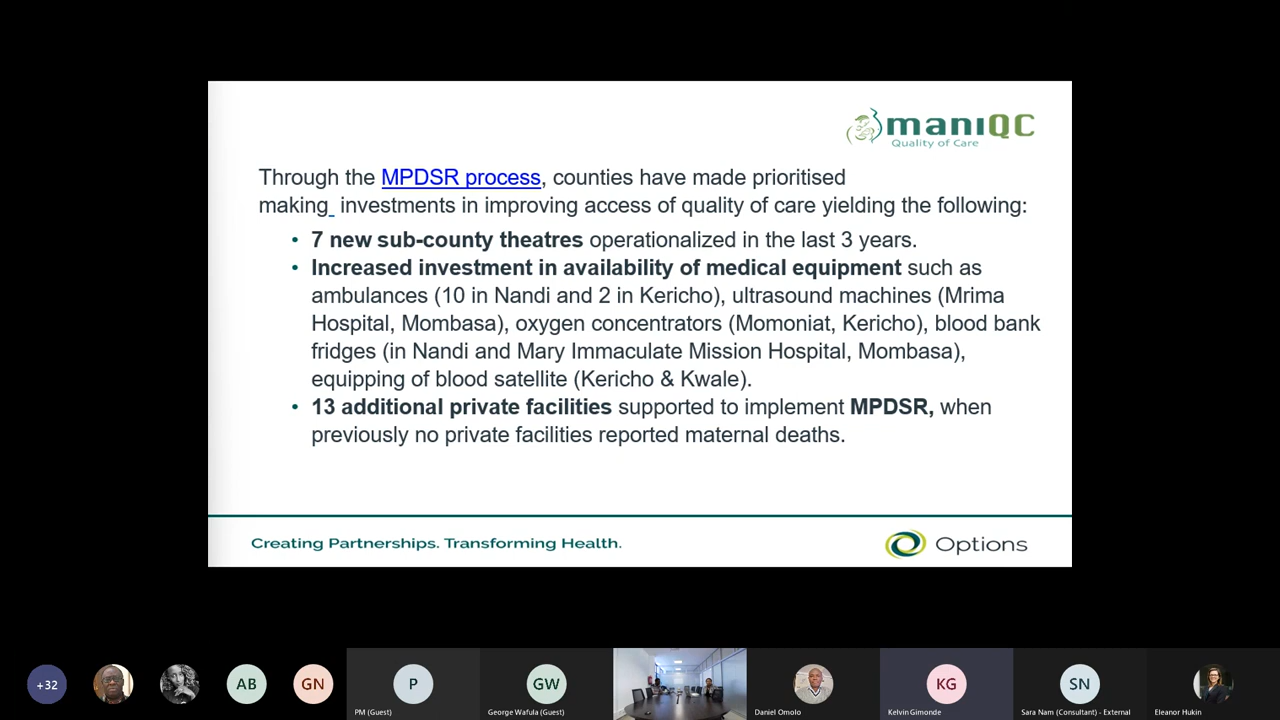 maniQC
Quality of Care
Through the MPDSR process, counties have made prioritised
making  investments in improving access of quality of care yielding the following:
• 7 new sub-county theatres operationalized in the last 3 years.
• Increased investment in availability of medical equipment such as
ambulances (10 in Nandi and 2 in Kericho), ultrasound machines (Mrima
Hospital, Mombasa), oxygen concentrators (Momoniat, Kericho), blood bank
fridges (in Nandi and Mary Immaculate Mission Hospital, Mombasa),
equipping of blood satellite (Kericho & Kwale).
• 13 additional private facilities supported to implement MPDSR, when
previously no private facilities reported maternal deaths.
Creating Partnerships. Transforming Health.
Options
+32
AB
GN
P
PM (Guest)
GW
George Wafula (Guest)
Daniel Omolo
KG
Kelvin Gimonde
SN
Sara Nam (Consultant) - External
Eleanor Hukin